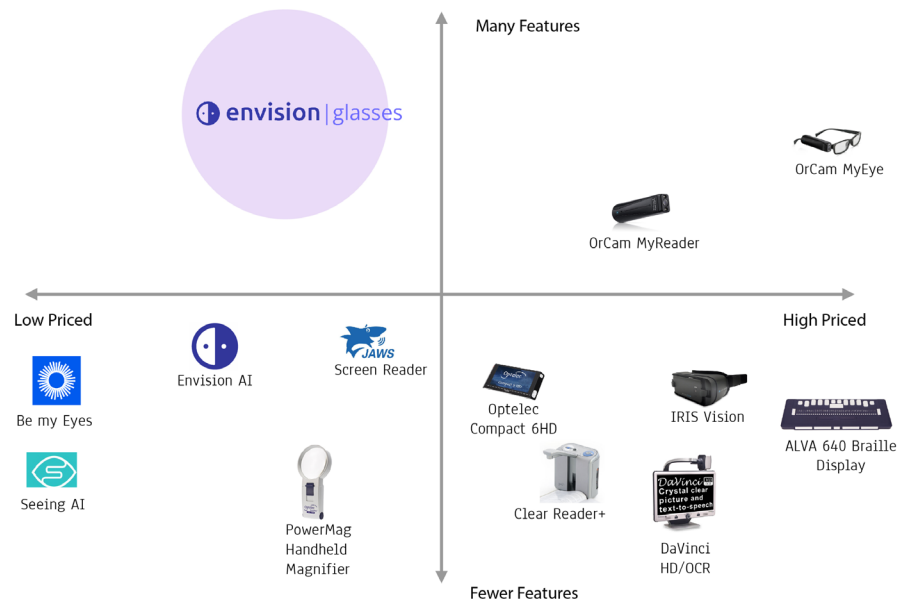 Many Features
envision | glasses
OrCam MyEye
OrCam MyReader
Low Priced
High Priced
JAWS
Screen Reader
Envision AI
Be my Eyes
Optelec
Optelec
Compact 6HD
IRIS Vision
ALVA 640 Braille
Display
Seeing AI
PowerMag
Handheld
Magnifier
Clear Reader+
DaVinci
Crystal clear
picture and
text-to-speech
DaVinci
HD/OCR
Fewer Features